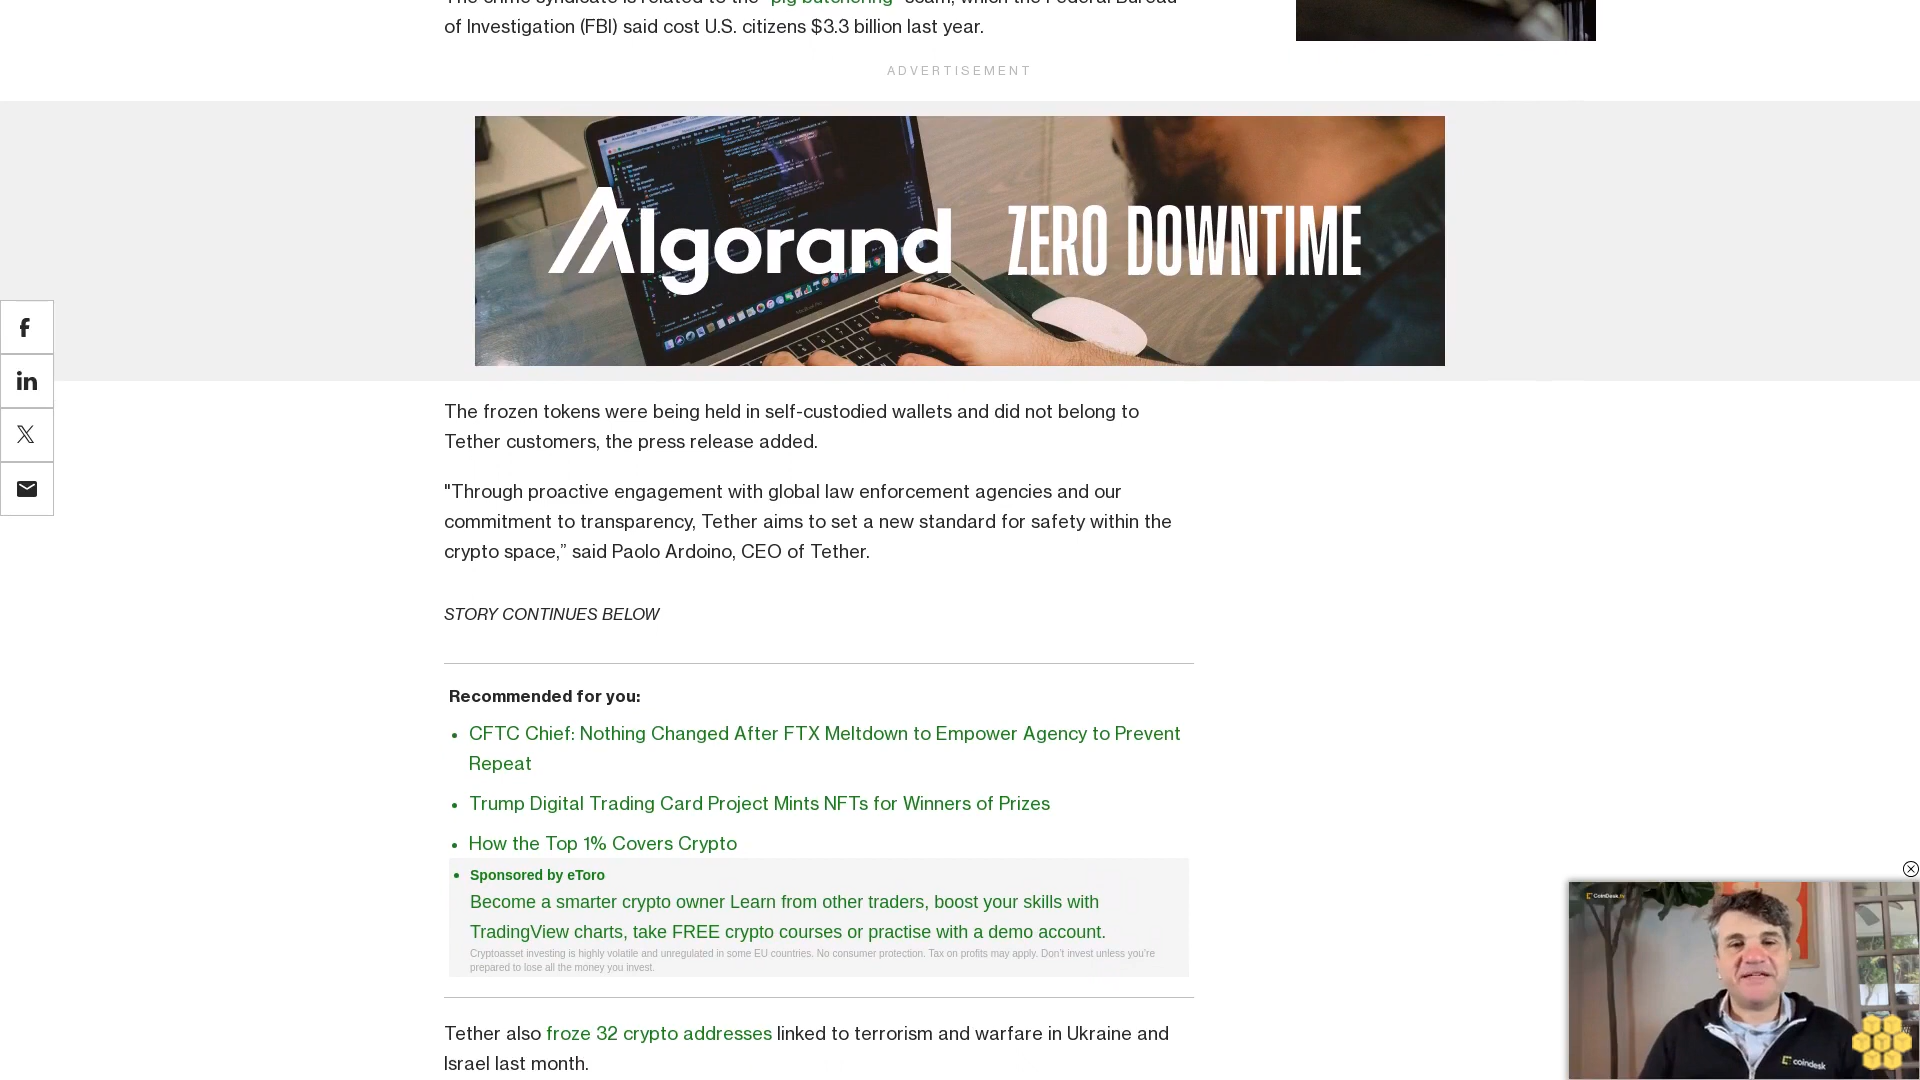 of Investigation (FBI) said cost U.S. citizens $3.3 billion last year.
ADVERTISEMENT
Algorand ZERO DOWNTIME
The frozen tokens were being held in self-custodied wallets and did not belong to
Tether customers, the press release added.
"Through proactive engagement with global law enforcement agencies and our
commitment to transparency, Tether aims to set a new standard for safety within the
crypto space,” said Paolo Ardoino, CEO of Tether.
STORY CONTINUES BELOW
Recommended for you:
• CFTC Chief: Nothing Changed After FTX Meltdown to Empower Agency to Prevent
Repeat
• Trump Digital Trading Card Project Mints NFTs for Winners of Prizes
• How the Top 1% Covers Crypto
• Sponsored by eToro
Become a smarter crypto owner Learn from other traders, boost your skills with
TradingView charts, take FREE crypto courses or practise with a demo account.
Cryptoasset investing is highly volatile and unregulated in some EU countries. No consumer protection. Tax on profits may apply. Don’t invest unless you’re
prepared to lose all the money you invest.
CoinDesk
coindesk
Tether also froze 32 crypto addresses linked to terrorism and warfare in Ukraine and
Israel last month.